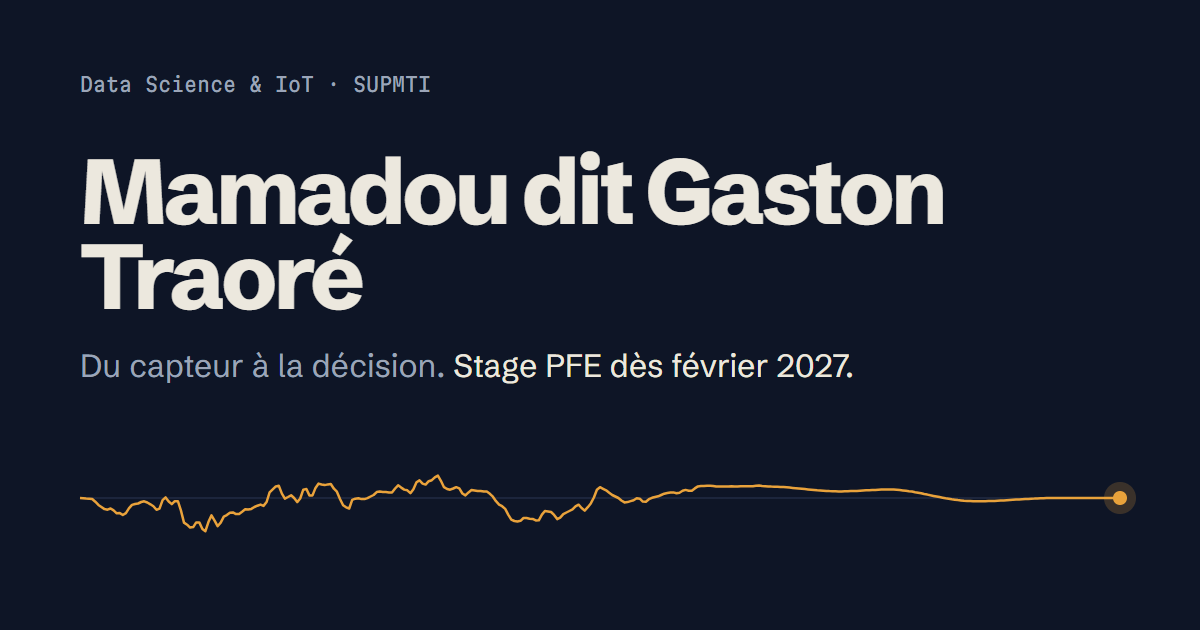 Data Science & IoT · SUPMTI
Mamadou dit Gaston
Traoré
Du capteur à la décision. Stage PFE dès février 2027.